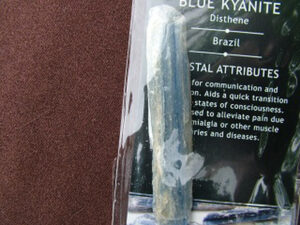 BLUE KYANITE
Disthene
Brazil
STAL ATTRIBUTES
for communication and
on. Aids a quick transition
states of consciousness.
sed to alleviate pain due
mialgia or other muscle
ries and diseases.